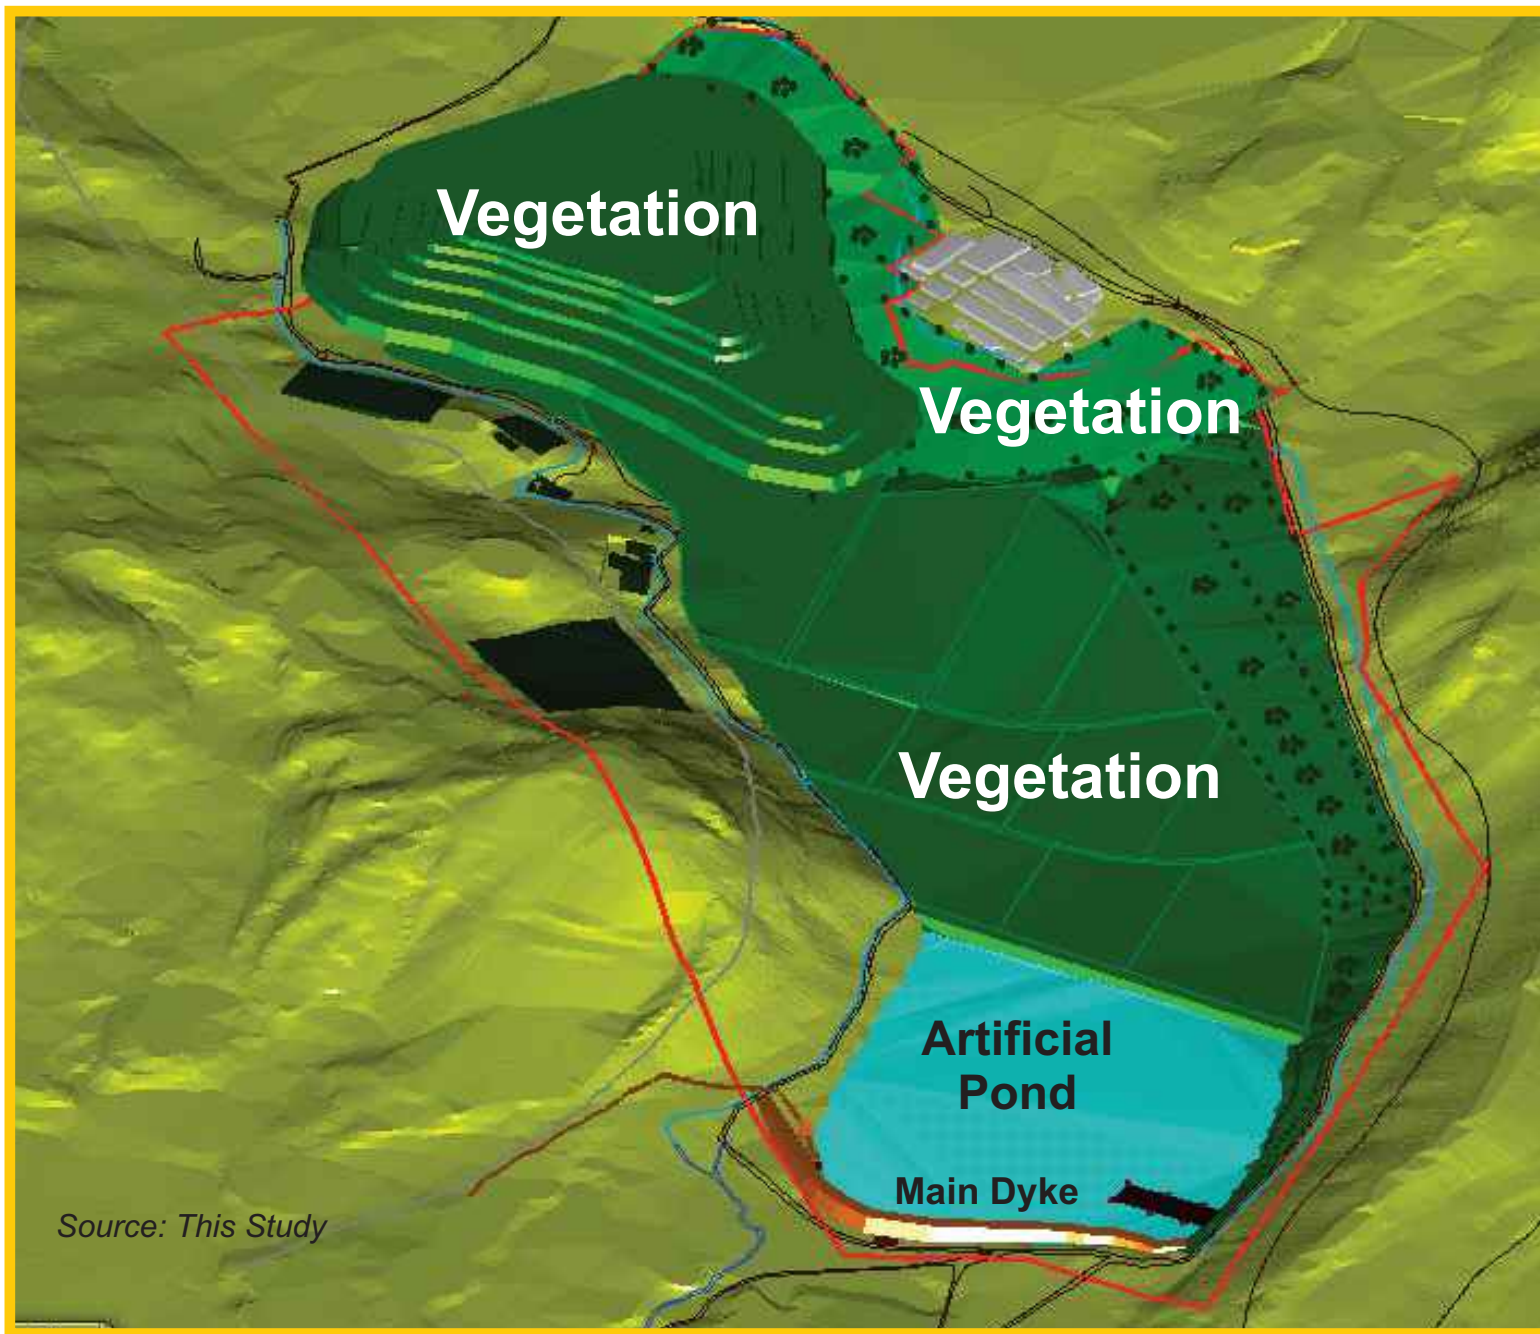 Vegetation
Vegetation
Vegetation
Artificial
Pond
Main Dyke
Source: This Study